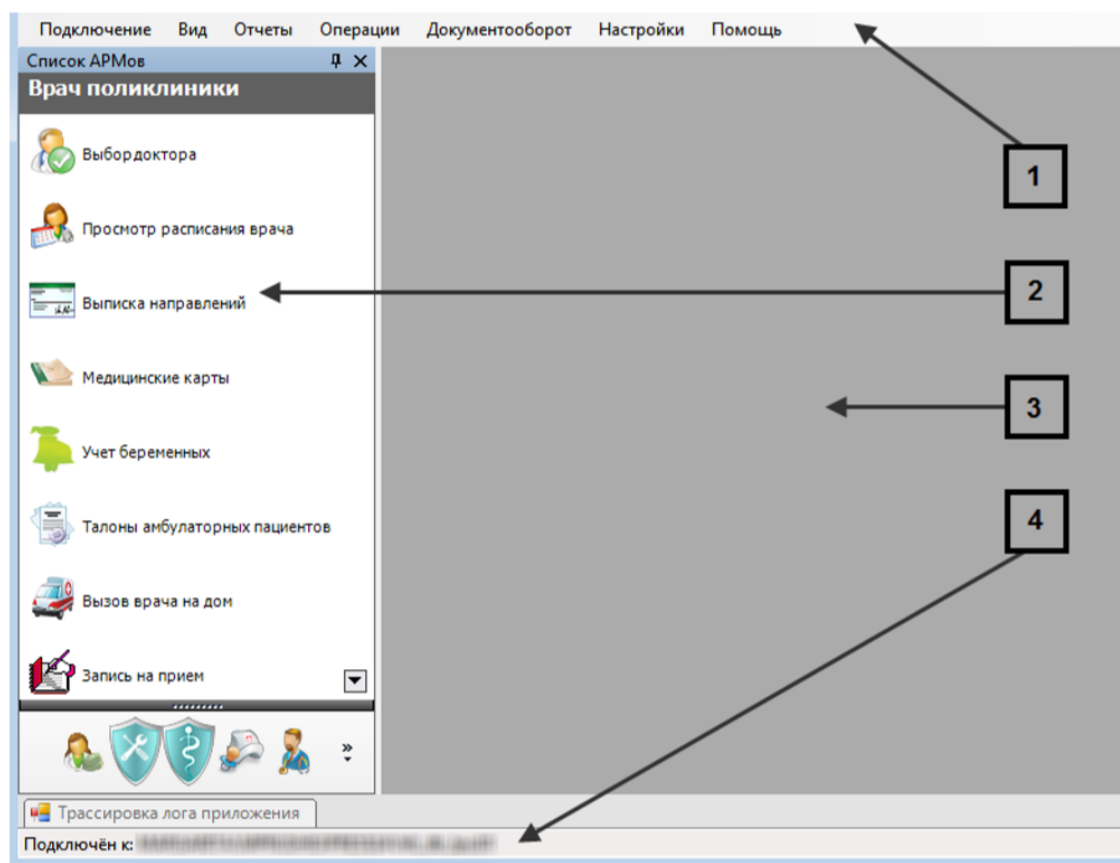 Подключение Вид Отчеты Операции Документооборот Настройки Помощь
Список АРМов
Врач поликлиники
Выбор доктора
1
Просмотр расписания врача
2
Выписка направлений
Медицинские карты
3
Учет беременных
4
Талоны амбулаторных пациентов
Вызов врача на дом
Запись на прием
Трассировка лога приложения
Подключён к: